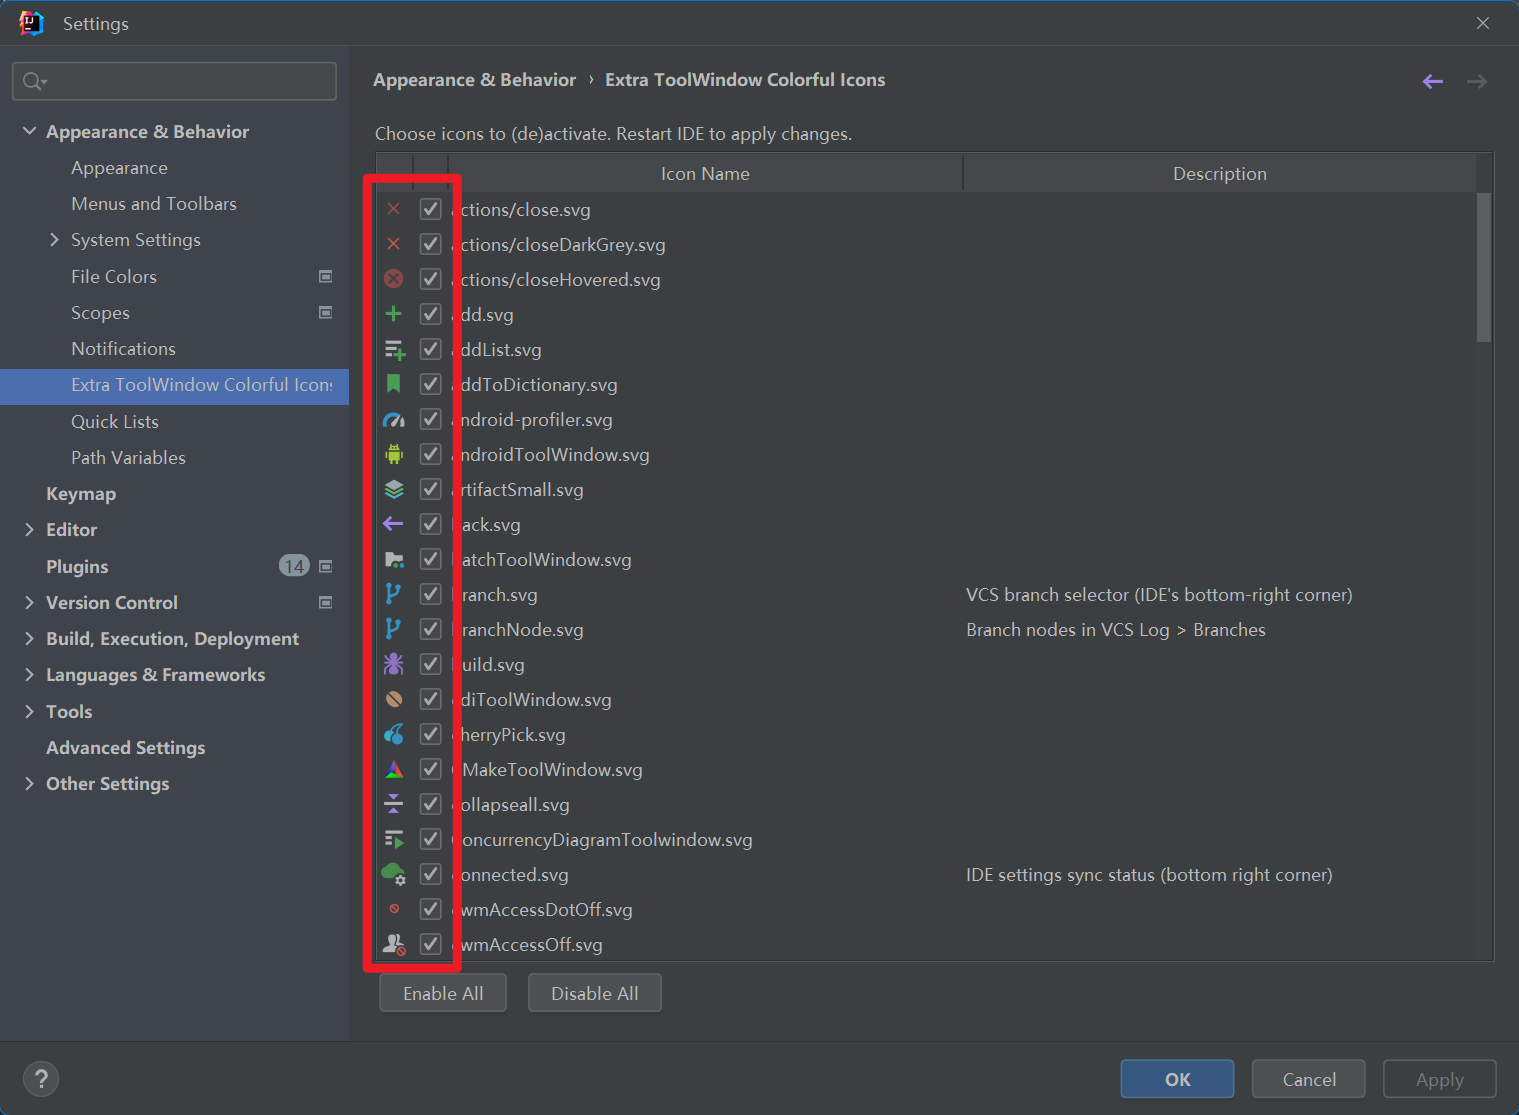 Settings
Appearance & Behavior › Extra ToolWindow Colorful Icons
Appearance & Behavior
Appearance
Menus and Toolbars
System Settings
File Colors
Scopes
Notifications
Extra ToolWindow Colorful Icons
Quick Lists
Path Variables
Keymap
Editor
Plugins 14
Version Control
Build, Execution, Deployment
Languages & Frameworks
Tools
Advanced Settings
Other Settings
Choose icons to (de)activate. Restart IDE to apply changes.
Icon Name Description
ctions/close.svg
ctions/closeDarkGrey.svg
ctions/closeHovered.svg
dd.svg
ddList.svg
ddToDictionary.svg
ndroid-profiler.svg
ndroidToolWindow.svg
rtifactSmall.svg
ack.svg
atchToolWindow.svg
ranch.svg VCS branch selector (IDE's bottom-right corner)
ranchNode.svg Branch nodes in VCS Log > Branches
uild.svg
diToolWindow.svg
herryPick.svg
MakeToolWindow.svg
ollapseall.svg
oncurrencyDiagramToolwindow.svg
onnected.svg IDE settings sync status (bottom right corner)
wmAccessDotOff.svg
wmAccessOff.svg
Enable All Disable All
? OK Cancel Apply